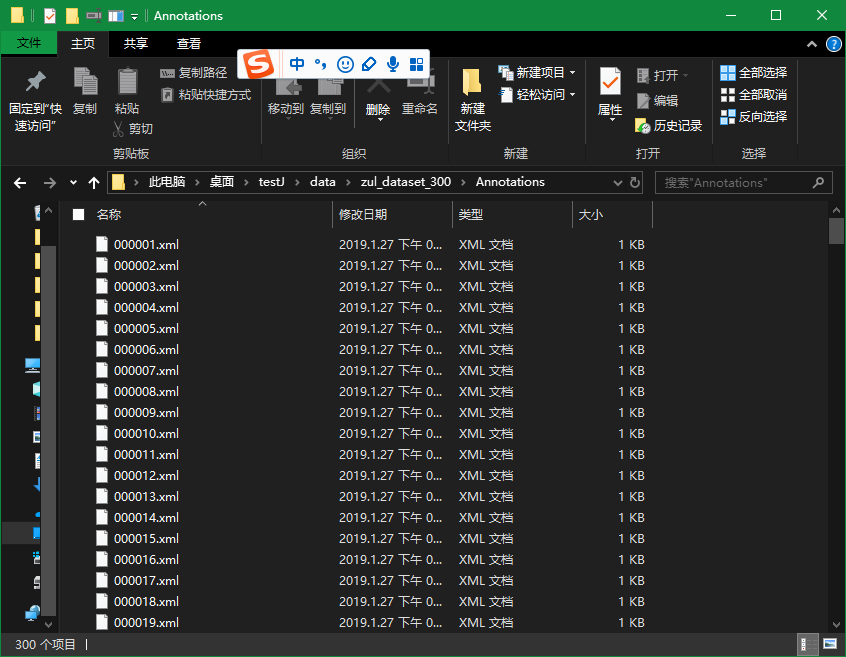 Annotations
文件 主页 共享 查看
中
固定到"快速访问"
复制
粘贴
复制路径
粘贴快捷方式
剪切
剪贴板
移动到
复制到
删除
重命名
组织
新建文件夹
新建项目
轻松访问
新建
属性
打开
编辑
历史记录
打开
全部选择
全部取消
反向选择
选择
此电脑 桌面 testJ data zul_dataset_300 Annotations
搜索"Annotations"
名称 修改日期 类型 大小
000001.xml 2019.1.27 下午 0... XML 文档 1 KB
000002.xml 2019.1.27 下午 0... XML 文档 1 KB
000003.xml 2019.1.27 下午 0... XML 文档 1 KB
000004.xml 2019.1.27 下午 0... XML 文档 1 KB
000005.xml 2019.1.27 下午 0... XML 文档 1 KB
000006.xml 2019.1.27 下午 0... XML 文档 1 KB
000007.xml 2019.1.27 下午 0... XML 文档 1 KB
000008.xml 2019.1.27 下午 0... XML 文档 1 KB
000009.xml 2019.1.27 下午 0... XML 文档 1 KB
000010.xml 2019.1.27 下午 0... XML 文档 1 KB
000011.xml 2019.1.27 下午 0... XML 文档 1 KB
000012.xml 2019.1.27 下午 0... XML 文档 1 KB
000013.xml 2019.1.27 下午 0... XML 文档 1 KB
000014.xml 2019.1.27 下午 0... XML 文档 1 KB
000015.xml 2019.1.27 下午 0... XML 文档 1 KB
000016.xml 2019.1.27 下午 0... XML 文档 1 KB
000017.xml 2019.1.27 下午 0... XML 文档 1 KB
000018.xml 2019.1.27 下午 0... XML 文档 1 KB
000019.xml 2019.1.27 下午 0... XML 文档 1 KB
300 个项目